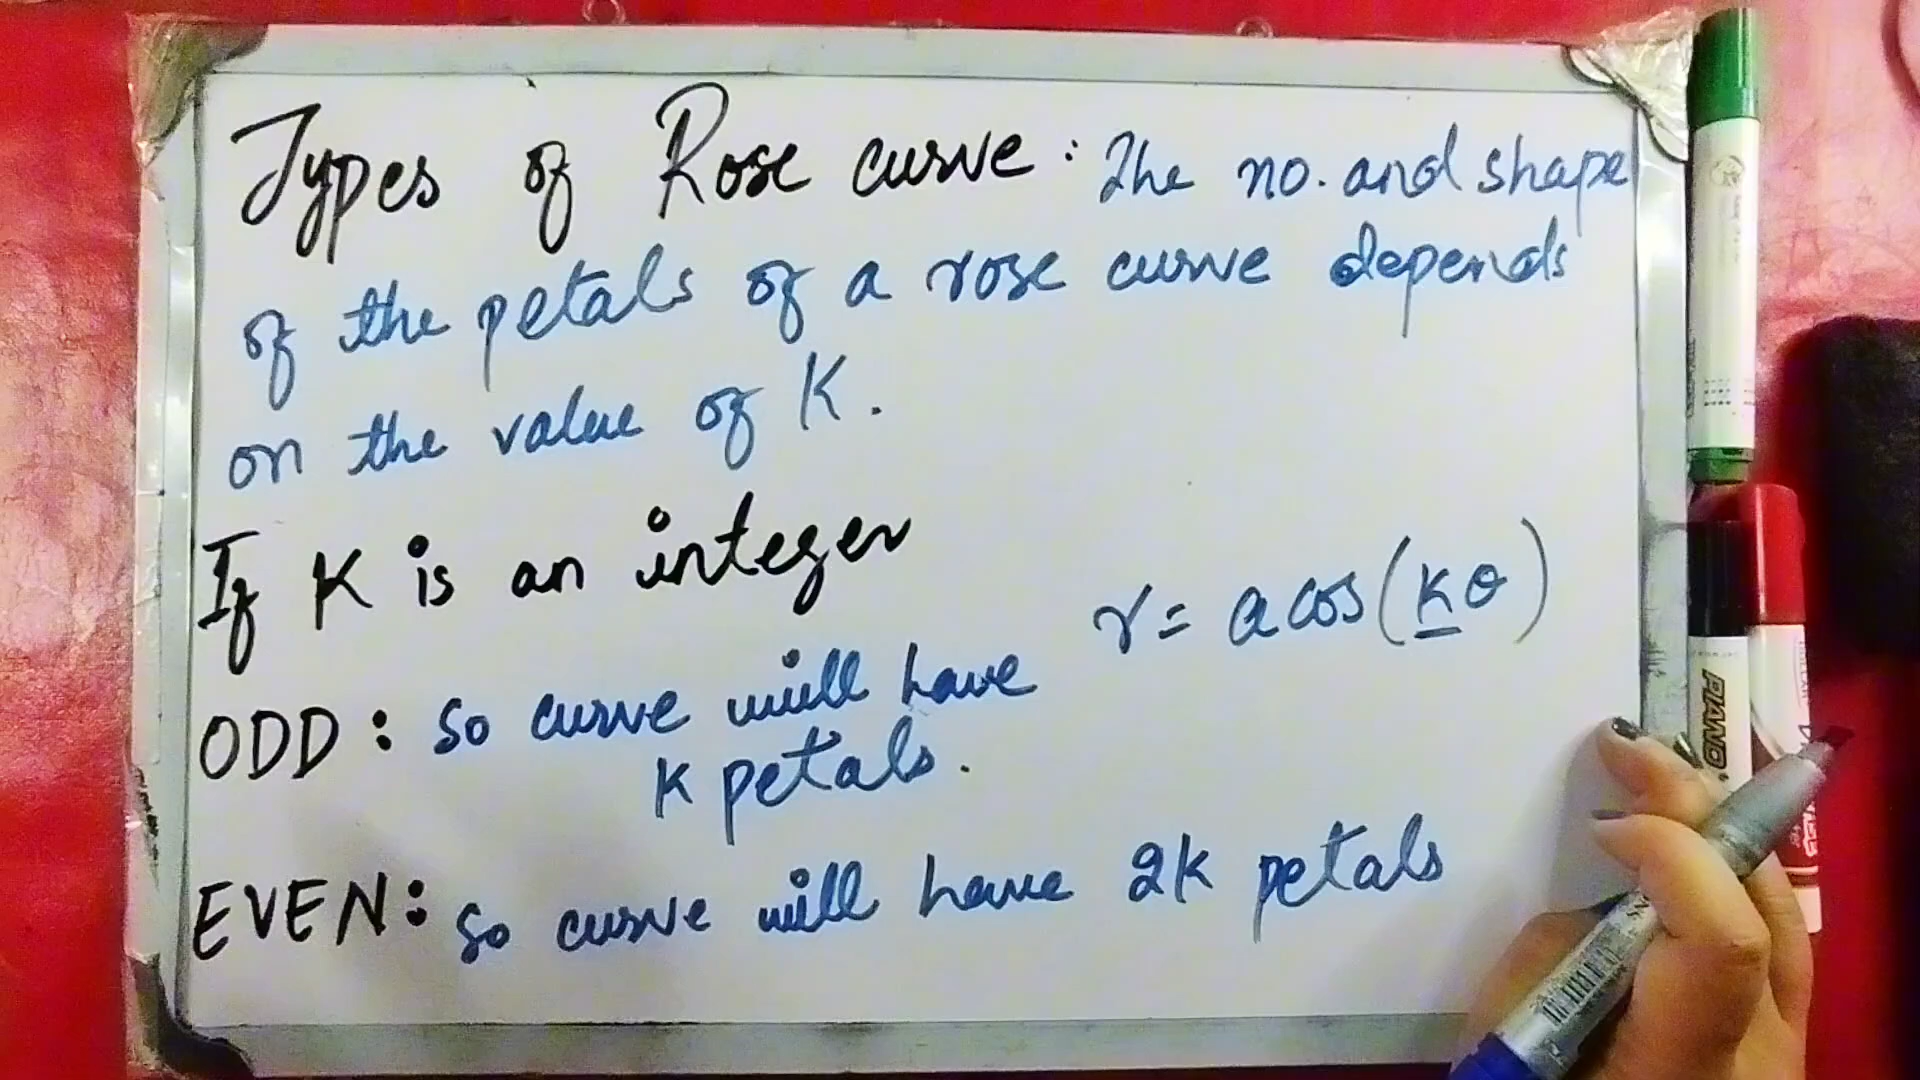 Types of Rose curve: The no. and shape
of the petals of a rose curve depends
on the value of K.
If K is an integer
r = a cos(kθ)
ODD: so curve will have
K petals.
EVEN: so curve will have 2K petals
PIANO